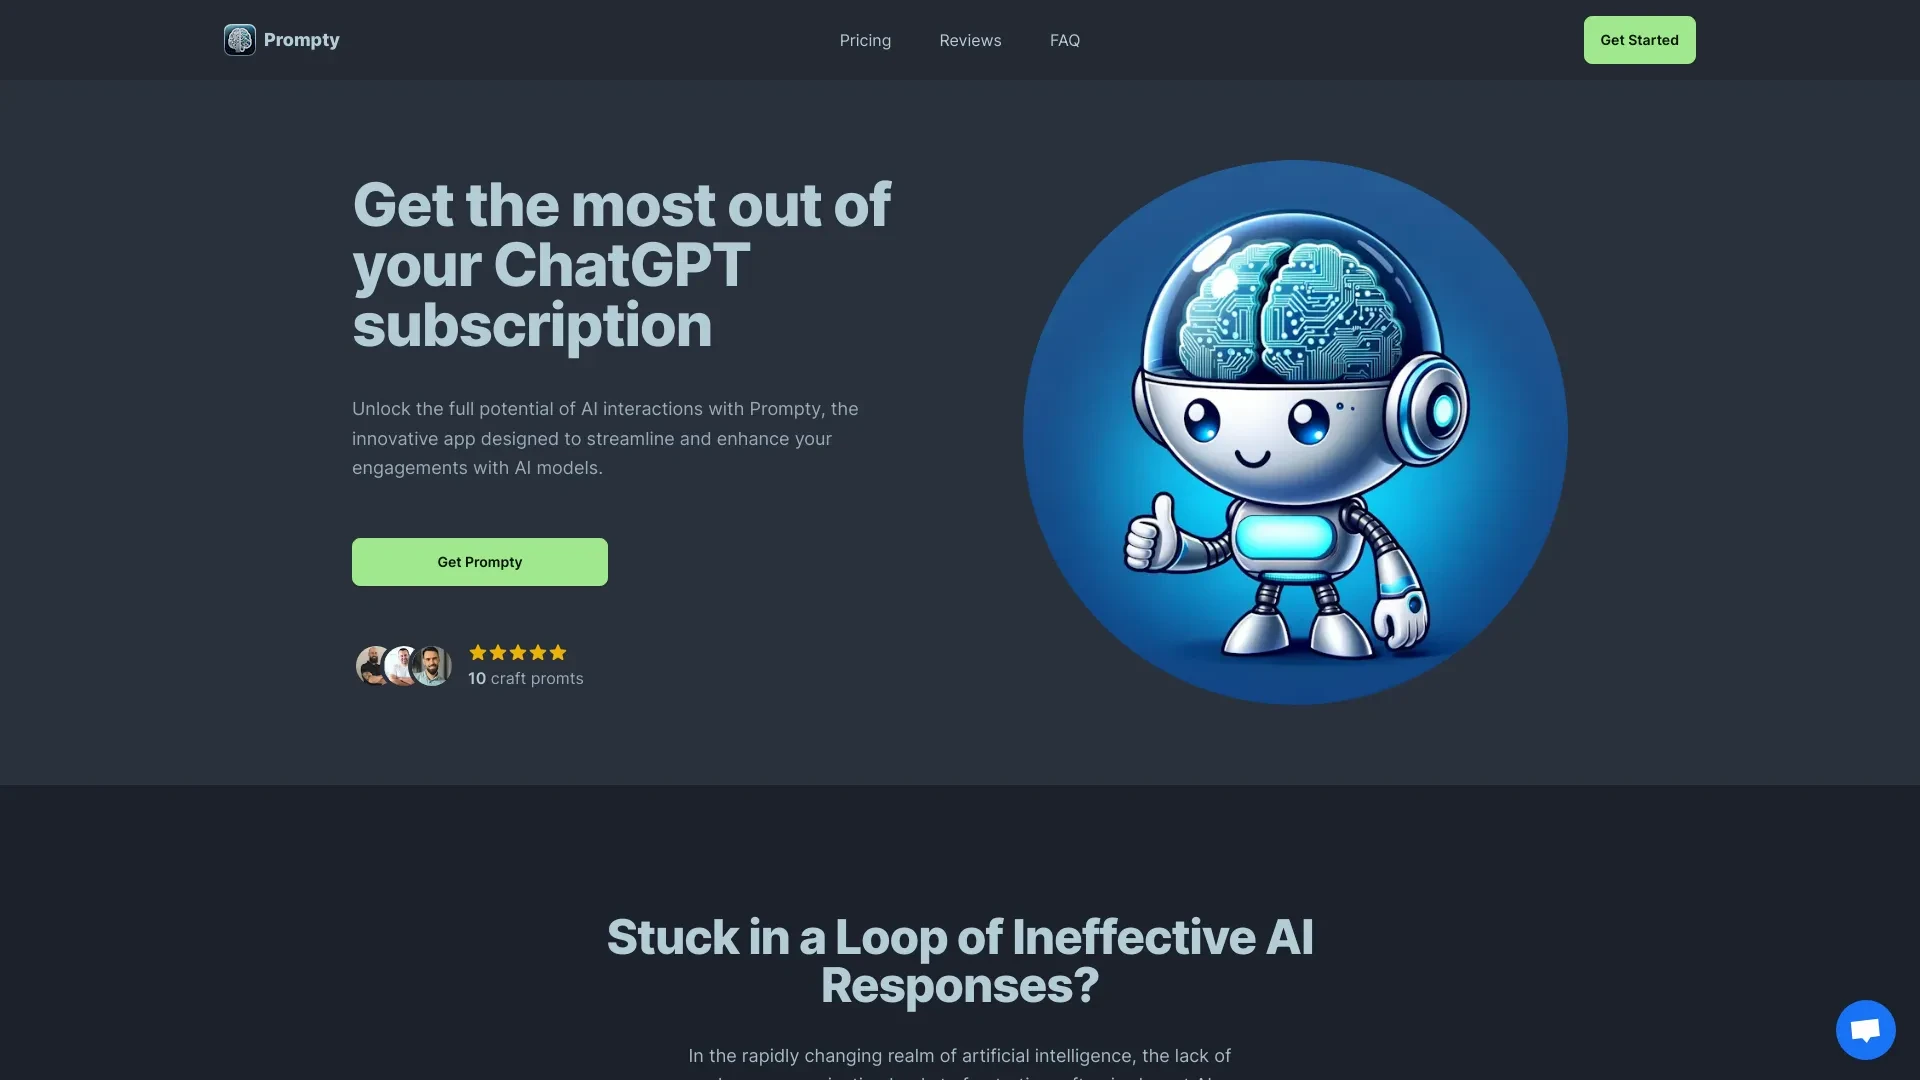 Prompty
Pricing
Reviews
FAQ
Get Started
Get the most out of
your ChatGPT
subscription
Unlock the full potential of AI interactions with Prompty, the
innovative app designed to streamline and enhance your
engagements with AI models.
Get Prompty
10 craft promts
Stuck in a Loop of Ineffective AI
Responses?
In the rapidly changing realm of artificial intelligence, the lack of